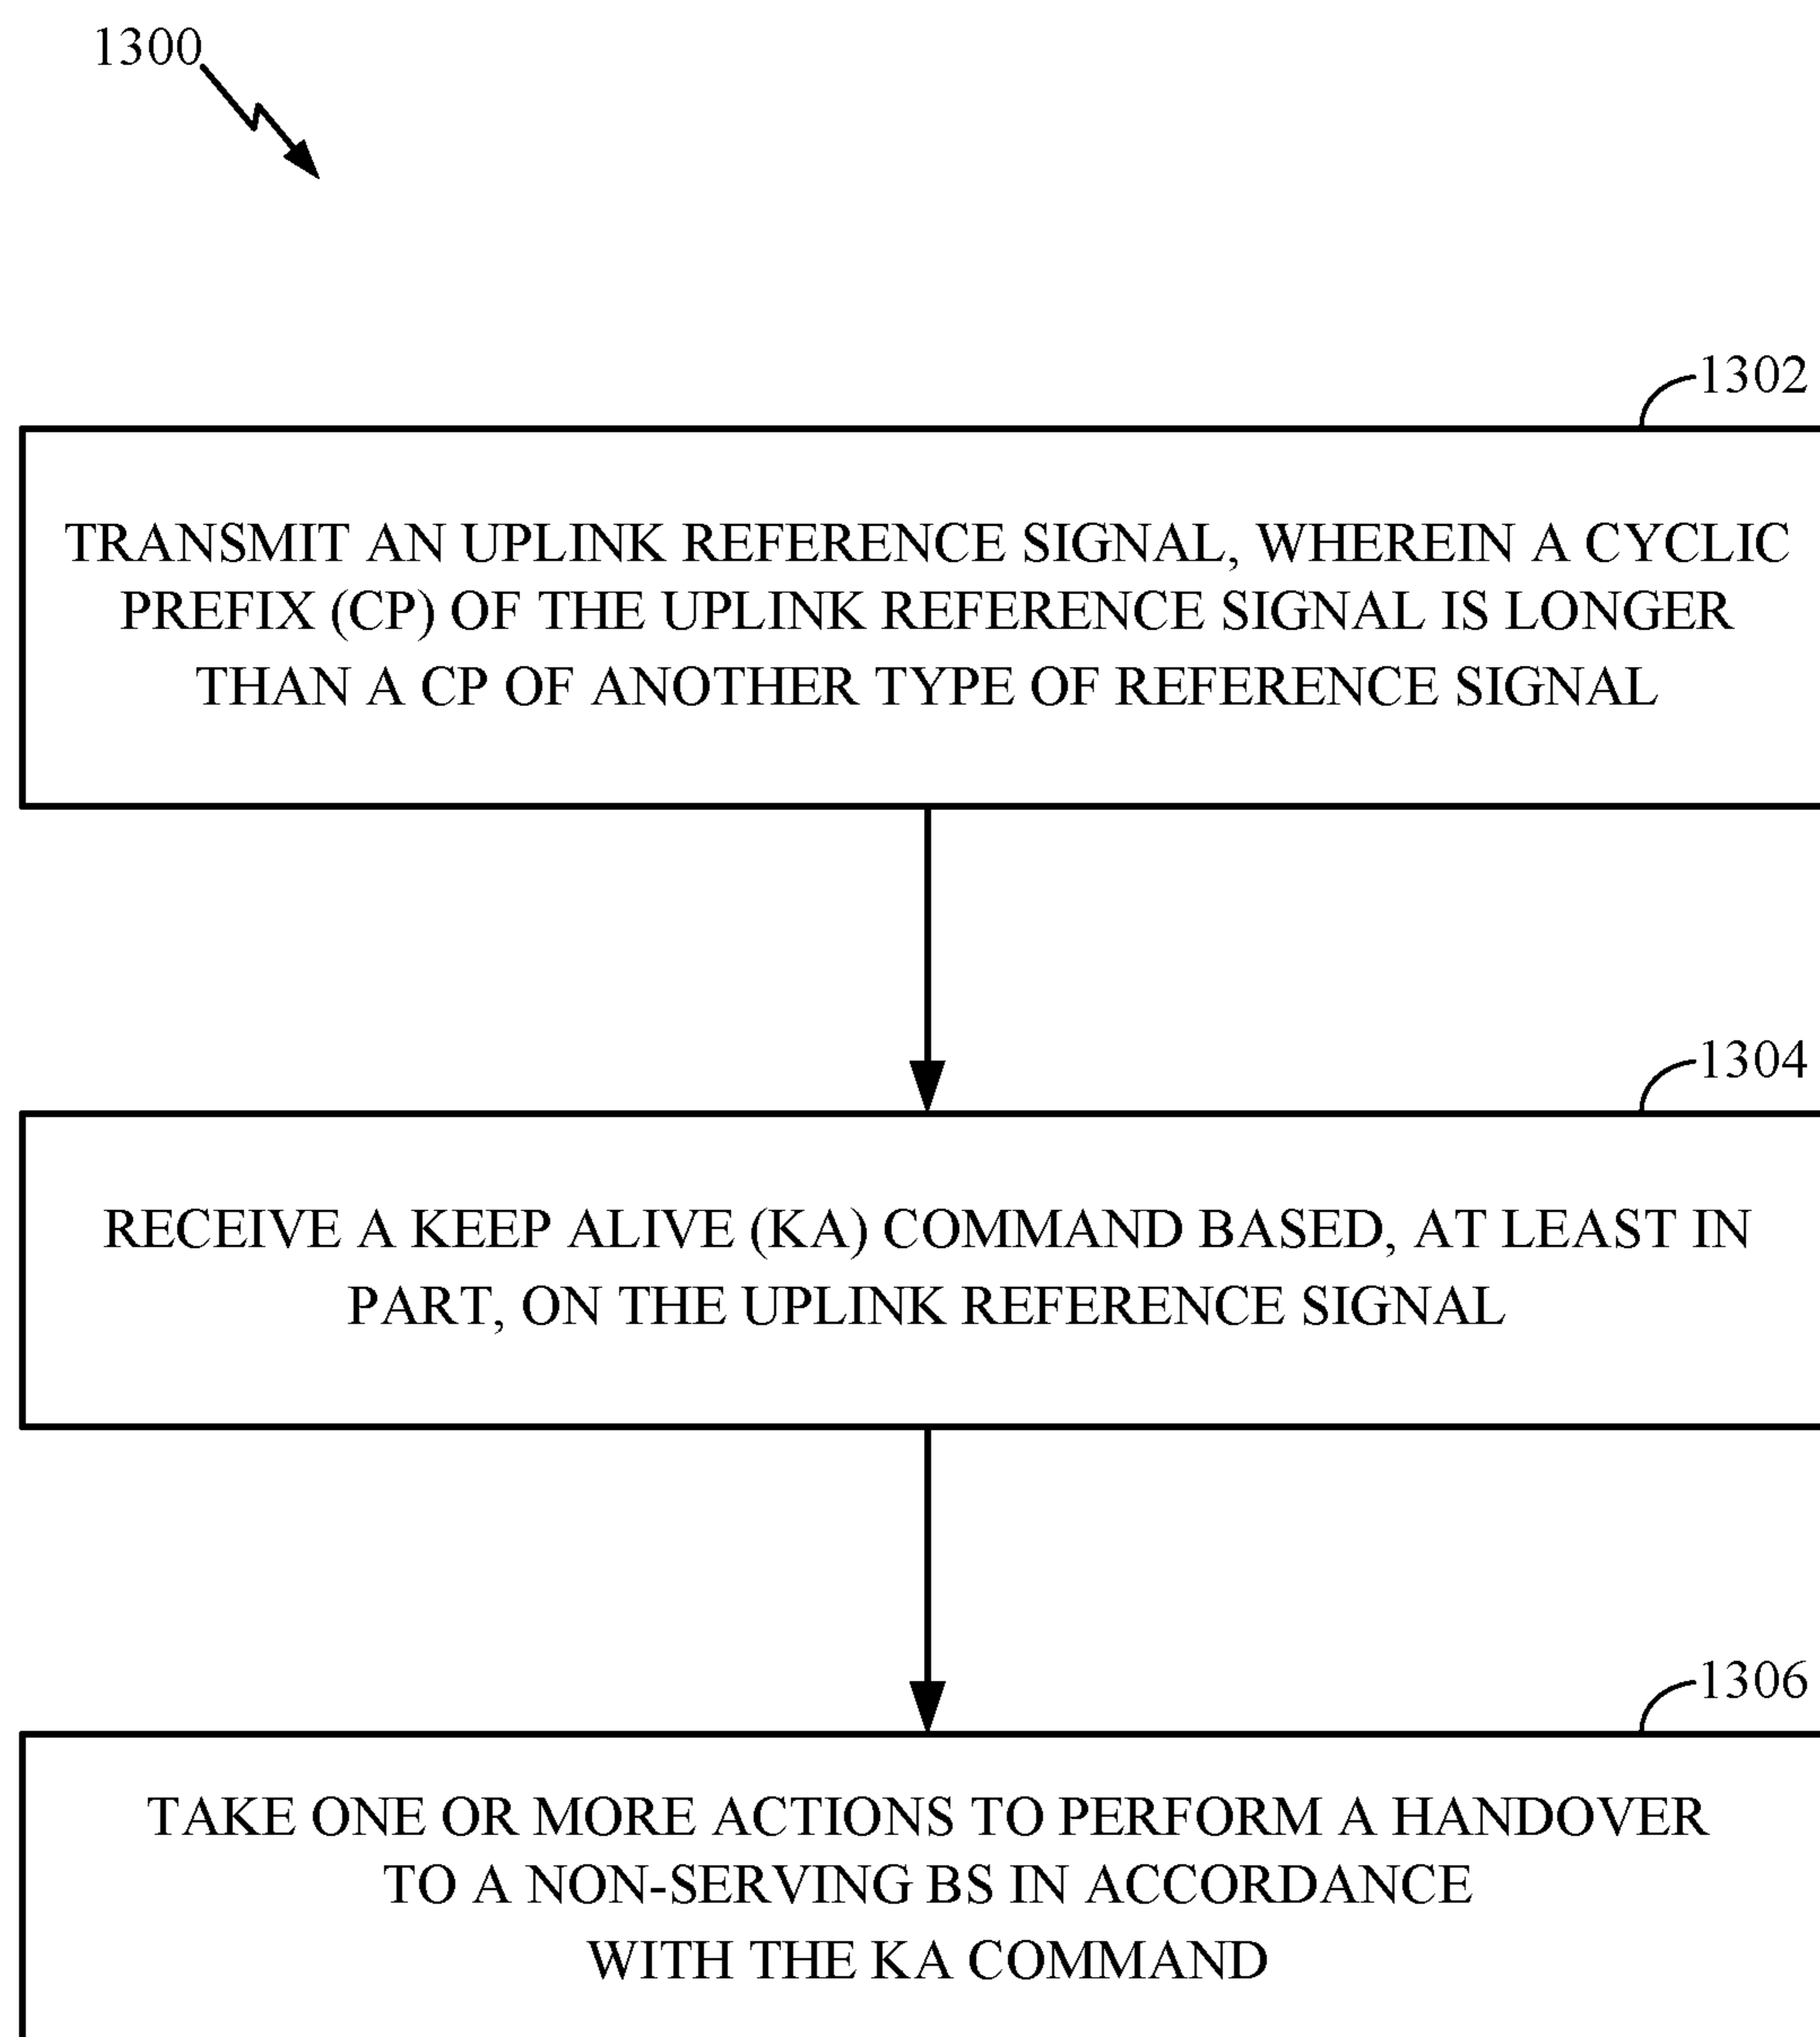 1300
1302
TRANSMIT AN UPLINK REFERENCE SIGNAL, WHEREIN A CYCLIC
PREFIX (CP) OF THE UPLINK REFERENCE SIGNAL IS LONGER
THAN A CP OF ANOTHER TYPE OF REFERENCE SIGNAL
1304
RECEIVE A KEEP ALIVE (KA) COMMAND BASED, AT LEAST IN
PART, ON THE UPLINK REFERENCE SIGNAL
1306
TAKE ONE OR MORE ACTIONS TO PERFORM A HANDOVER
TO A NON-SERVING BS IN ACCORDANCE
WITH THE KA COMMAND